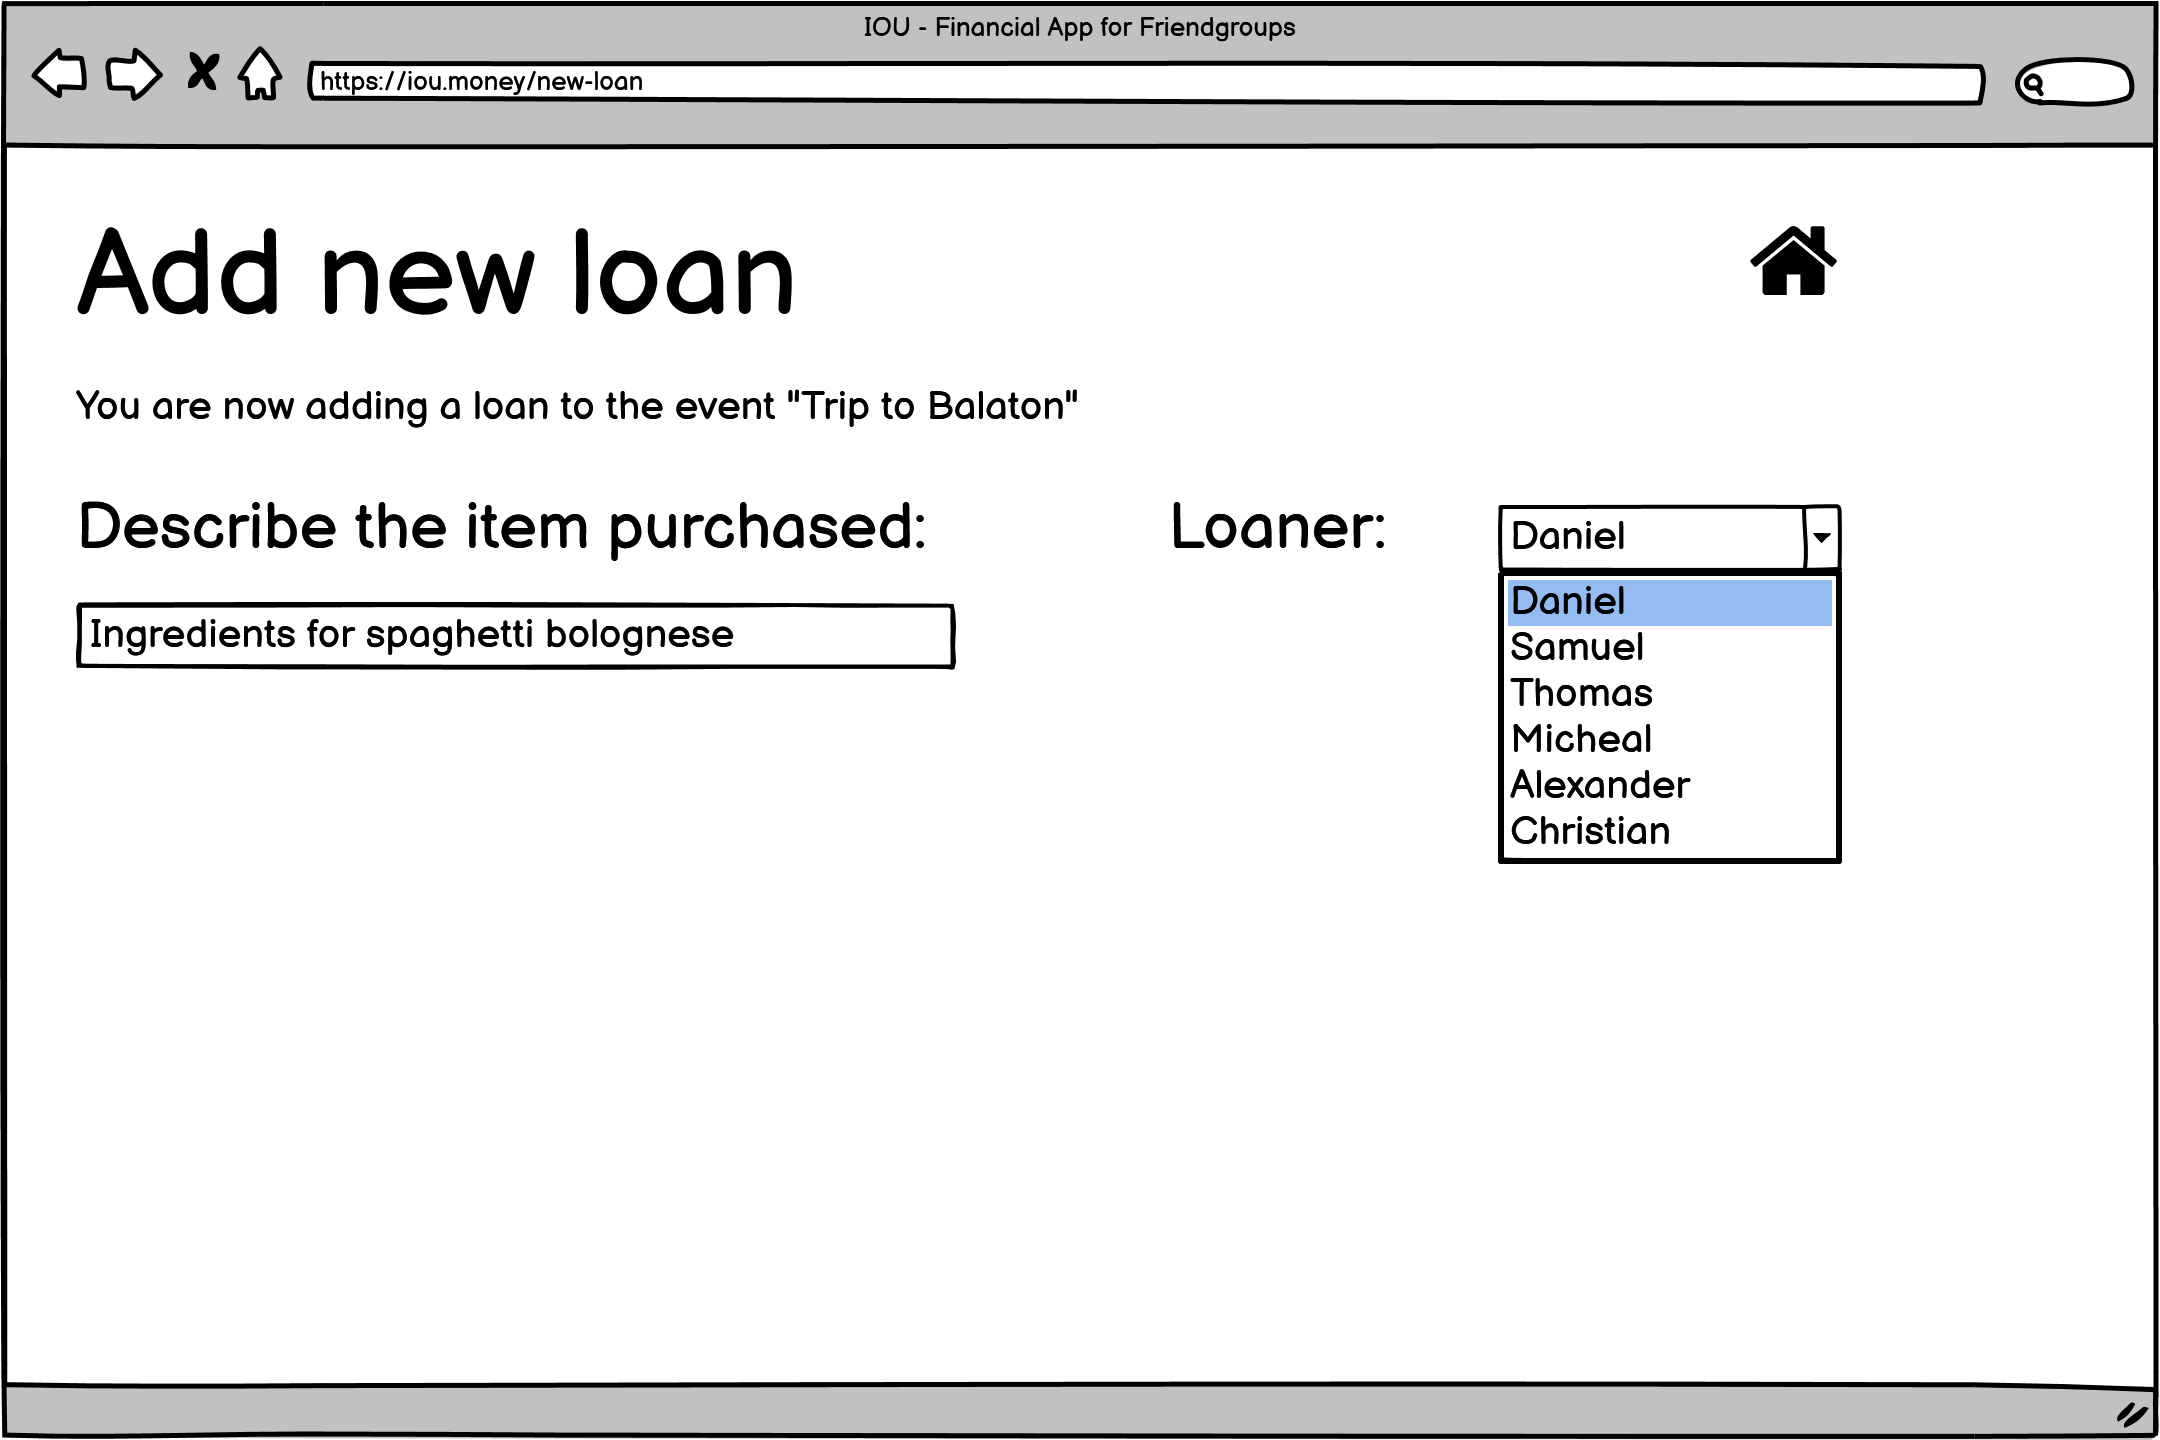 IOU - Financial App for Friendgroups
https://iou.money/new-loan
Add new loan
You are now adding a loan to the event "Trip to Balaton"
Describe the item purchased:
Ingredients for spaghetti bolognese
Loaner:
Daniel
Daniel
Samuel
Thomas
Micheal
Alexander
Christian